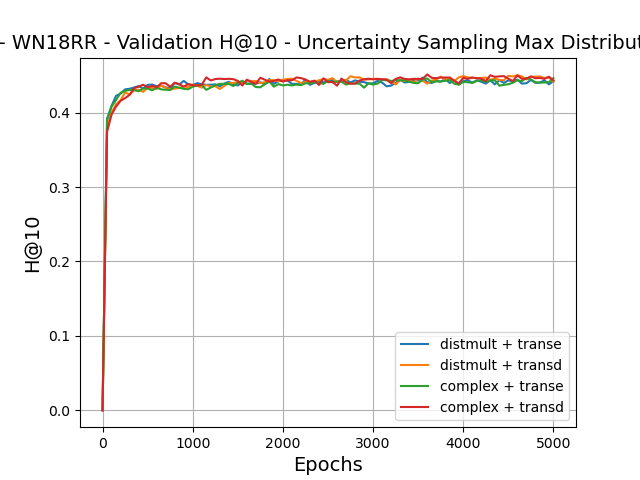 - WN18RR - Validation H@10 - Uncertainty Sampling Max Distribut
0.4
0.3
0.2
0.1
0.0
H@10
distmult + transe
distmult + transd
complex + transe
complex + transd
0 1000 2000 3000 4000 5000
Epochs